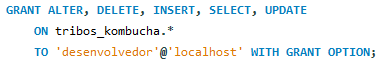 GRANT ALTER, DELETE, INSERT, SELECT, UPDATE
ON tribos_kombucha.*
TO 'desenvolvedor'@'localhost' WITH GRANT OPTION;